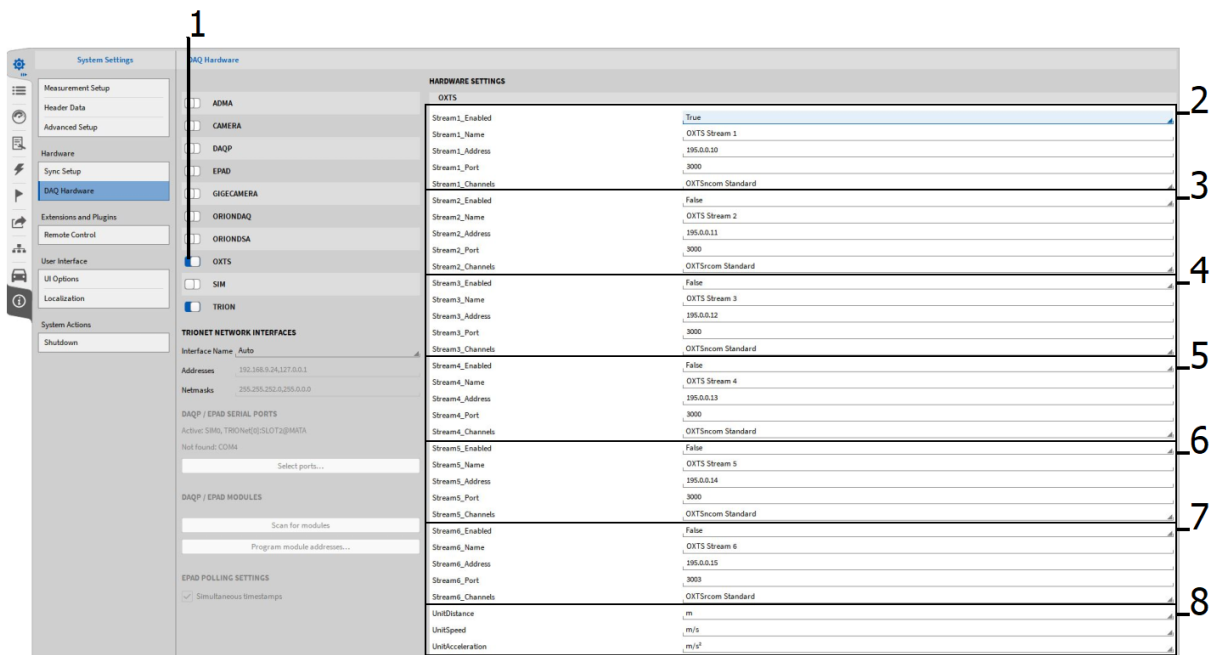 1
System Settings
DAQ Hardware
Measurement Setup
Header Data
Advanced Setup
Hardware
Sync Setup
DAQ Hardware
Extensions and Plugins
Remote Control
User Interface
UI Options
Localization
System Actions
Shutdown
ADMA
CAMERA
DAQP
EPAD
GIGECAMERA
ORIONDAQ
ORIONDSA
OXTS
SIM
TRION
TRIONET NETWORK INTERFACES
Interface Name Auto
Addresses 192.168.9.24,127.0.0.1
Netmasks 255.255.252.0,255.0.0.0
DAQP / EPAD SERIAL PORTS
Active: SIM0, TRIONet[0]:SLOT2@MATA
Not found: COM4
Select ports...
DAQP / EPAD MODULES
Scan for modules
Program module addresses...
EPAD POLLING SETTINGS
Simultaneous timestamps
HARDWARE SETTINGS
OXTS
2
Stream1_Enabled True
Stream1_Name OXTS Stream 1
Stream1_Address 195.0.0.10
Stream1_Port 3000
Stream1_Channels OXTSncom Standard
3
Stream2_Enabled False
Stream2_Name OXTS Stream 2
Stream2_Address 195.0.0.11
Stream2_Port 3000
Stream2_Channels OXTSrcom Standard
4
Stream3_Enabled False
Stream3_Name OXTS Stream 3
Stream3_Address 195.0.0.12
Stream3_Port 3000
Stream3_Channels OXTSncom Standard
5
Stream4_Enabled False
Stream4_Name OXTS Stream 4
Stream4_Address 195.0.0.13
Stream4_Port 3000
Stream4_Channels OXTSncom Standard
6
Stream5_Enabled False
Stream5_Name OXTS Stream 5
Stream5_Address 195.0.0.14
Stream5_Port 3000
Stream5_Channels OXTSncom Standard
7
Stream6_Enabled False
Stream6_Name OXTS Stream 6
Stream6_Address 195.0.0.15
Stream6_Port 3003
Stream6_Channels OXTSrcom Standard
8
UnitDistance m
UnitSpeed m/s
UnitAcceleration m/s²